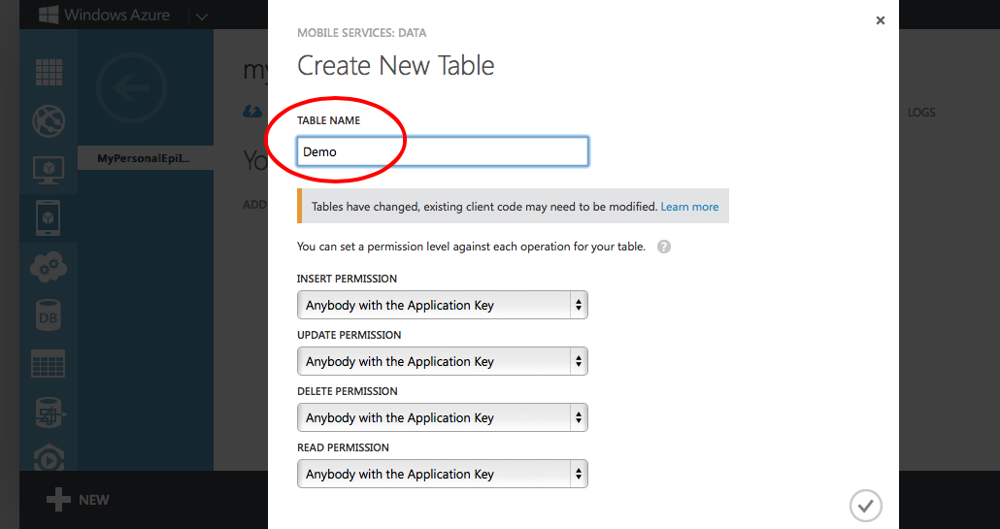 Windows Azure
MOBILE SERVICES: DATA
Create New Table
my
LOGS
TABLE NAME
Demo
MyPersonalEpiI...
Yo
ADD
Tables have changed, existing client code may need to be modified. Learn more
You can set a permission level against each operation for your table. ?
INSERT PERMISSION
Anybody with the Application Key
UPDATE PERMISSION
Anybody with the Application Key
DELETE PERMISSION
Anybody with the Application Key
READ PERMISSION
Anybody with the Application Key
DB
NEW